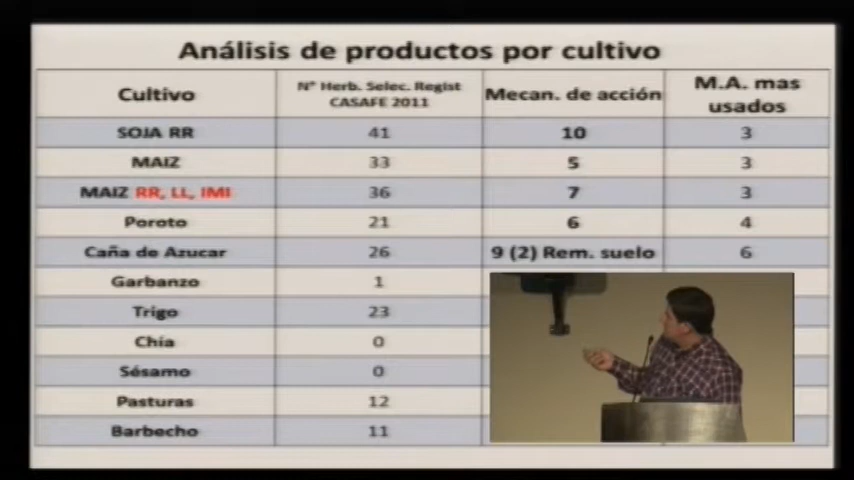 Análisis de productos por cultivo
Cultivo
N° Herb. Selec. Regist
CASAFE 2011
Mecan. de acción
M.A. mas
usados
SOJA RR 41 10 3
MAIZ 33 5 3
MAIZ RR, LL, IMI 36 7 3
Poroto 21 6 4
Caña de Azucar 26 9 (2) Rem. suelo 6
Garbanzo 1
Trigo 23
Chia 0
Sésamo 0
Pasturas 12
Barbecho 11